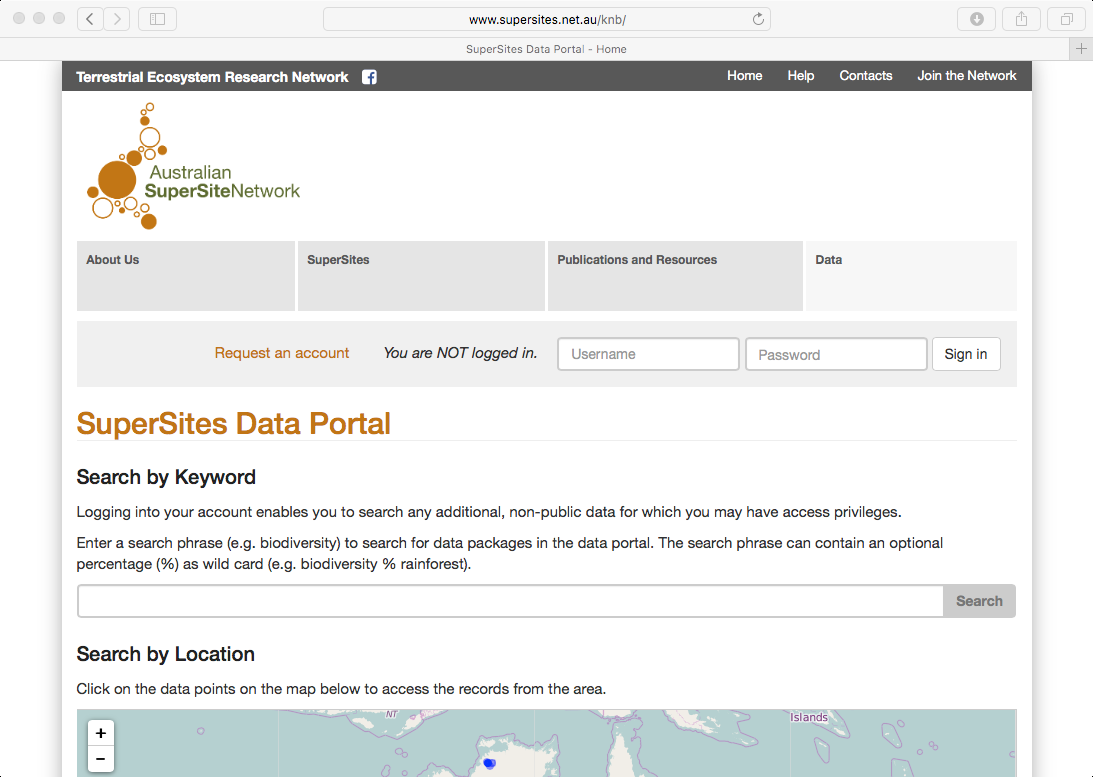 www.supersites.net.au/knb/
SuperSites Data Portal - Home
Terrestrial Ecosystem Research Network
Home Help Contacts Join the Network
Australian
SuperSiteNetwork
About Us SuperSites Publications and Resources Data
Request an account You are NOT logged in. Username Password Sign in
SuperSites Data Portal
Search by Keyword
Logging into your account enables you to search any additional, non-public data for which you may have access privileges.
Enter a search phrase (e.g. biodiversity) to search for data packages in the data portal. The search phrase can contain an optional
percentage (%) as wild card (e.g. biodiversity % rainforest).
Search
Search by Location
Click on the data points on the map below to access the records from the area.
NT
Islands
+
−